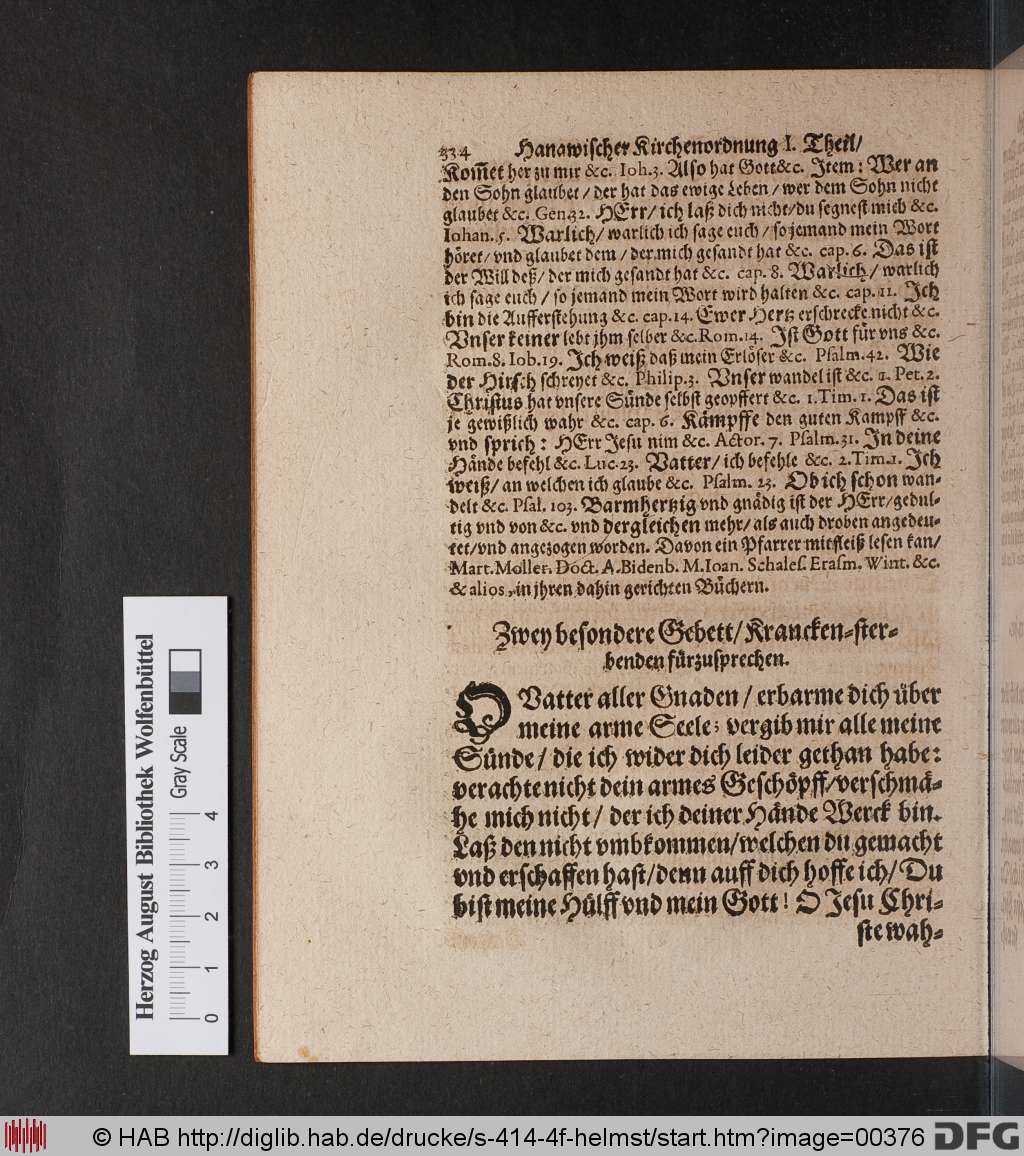 334 Hanawischer Kirchenordnung I. Theil/
Kom̃et her zu mir &c. Ioh.3. Also hat Gott&c. Item: Wer an
den Sohn glaubet/ der hat das ewige Leben/ wer dem Sohn nicht
glaubet &c. Gen.32. HErr/ ich laß dich nicht/du segnest mich &c.
Iohan. 5. Warlich/ warlich ich sage euch/ so jemand mein Wort
höret/ vnd glaubet dem/ der mich gesandt hat &c. cap. 6. Das ist
der Will deß/ der mich gesandt hat &c. cap. 8. Warlich/ warlich
ich sage euch/ so jemand mein Wort wird halten &c. cap. 11. Ich
bin die Aufferstehung &c. cap.14. Ewer Hertz erschrecke nicht &c.
Vnser keiner lebt jhm selber &c.Rom.14. Ist Gott für vns &c.
Rom.8. Iob.19. Ich weiß daß mein Erlöser &c. Psalm.42. Wie
der Hirsch schreyet &c. Philip.3. Vnser wandel ist &c. 1. Pet. 2.
Christus hat vnsere Sünde selbst geopffert &c. 1.Tim. 1. Das ist
je gewißlich wahr &c. cap. 6. Kämpffe den guten Kampff &c.
vnd sprich: HErr Jesu nim &c. Actor. 7. Psalm.31. In deine
Hände befehl &c. Luc.23. Vatter/ ich befehle &c. 2.Tim.1. Ich
weiß/ an welchen ich glaube &c. Psalm. 23. Ob ich schon wan-
delt &c. Psal. 103. Barmhertzig vnd gnädig ist der HErr/gedul-
tig vnd von &c. vnd dergleichen mehr/ als auch droben angedeu-
tet/vnd angezogen worden. Davon ein Pfarrer mit fleiß lesen kan/
Mart.Moller. Doct. A.Bidenb. M.Ioan. Schales. Erasm. Wint. &c.
& alios, in jhren dahin gerichten Büchern.
Zwey besondere Gebett/ Krancken-ster-
benden fürzusprechen.
O Vatter aller Gnaden/ erbarme dich über
meine arme Seele; vergib mir alle meine
Sünde/ die ich wider dich leider gethan habe:
verachte nicht dein armes Geschöpff/verschmä-
he mich nicht/ der ich deiner Hände Werck bin.
Laß den nicht vmbkommen/welchen du gemacht
vnd erschaffen hast/denn auff dich hoffe ich/ Du
bist meine Hülff vnd mein Gott! O Jesu Chri-
ste wah-
Herzog August Bibliothek Wolfenbüttel
Gray Scale
0 1 2 3 4
© HAB http://diglib.hab.de/drucke/s-414-4f-helmst/start.htm?image=00376 DFG